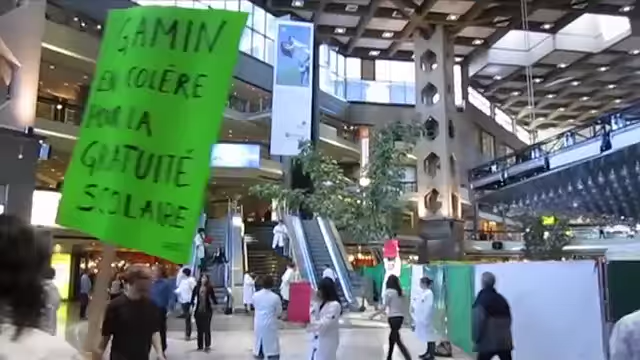 GAMIN
EN COLÈRE
POUR LA
GRATUITÉ
SCOLAIRE